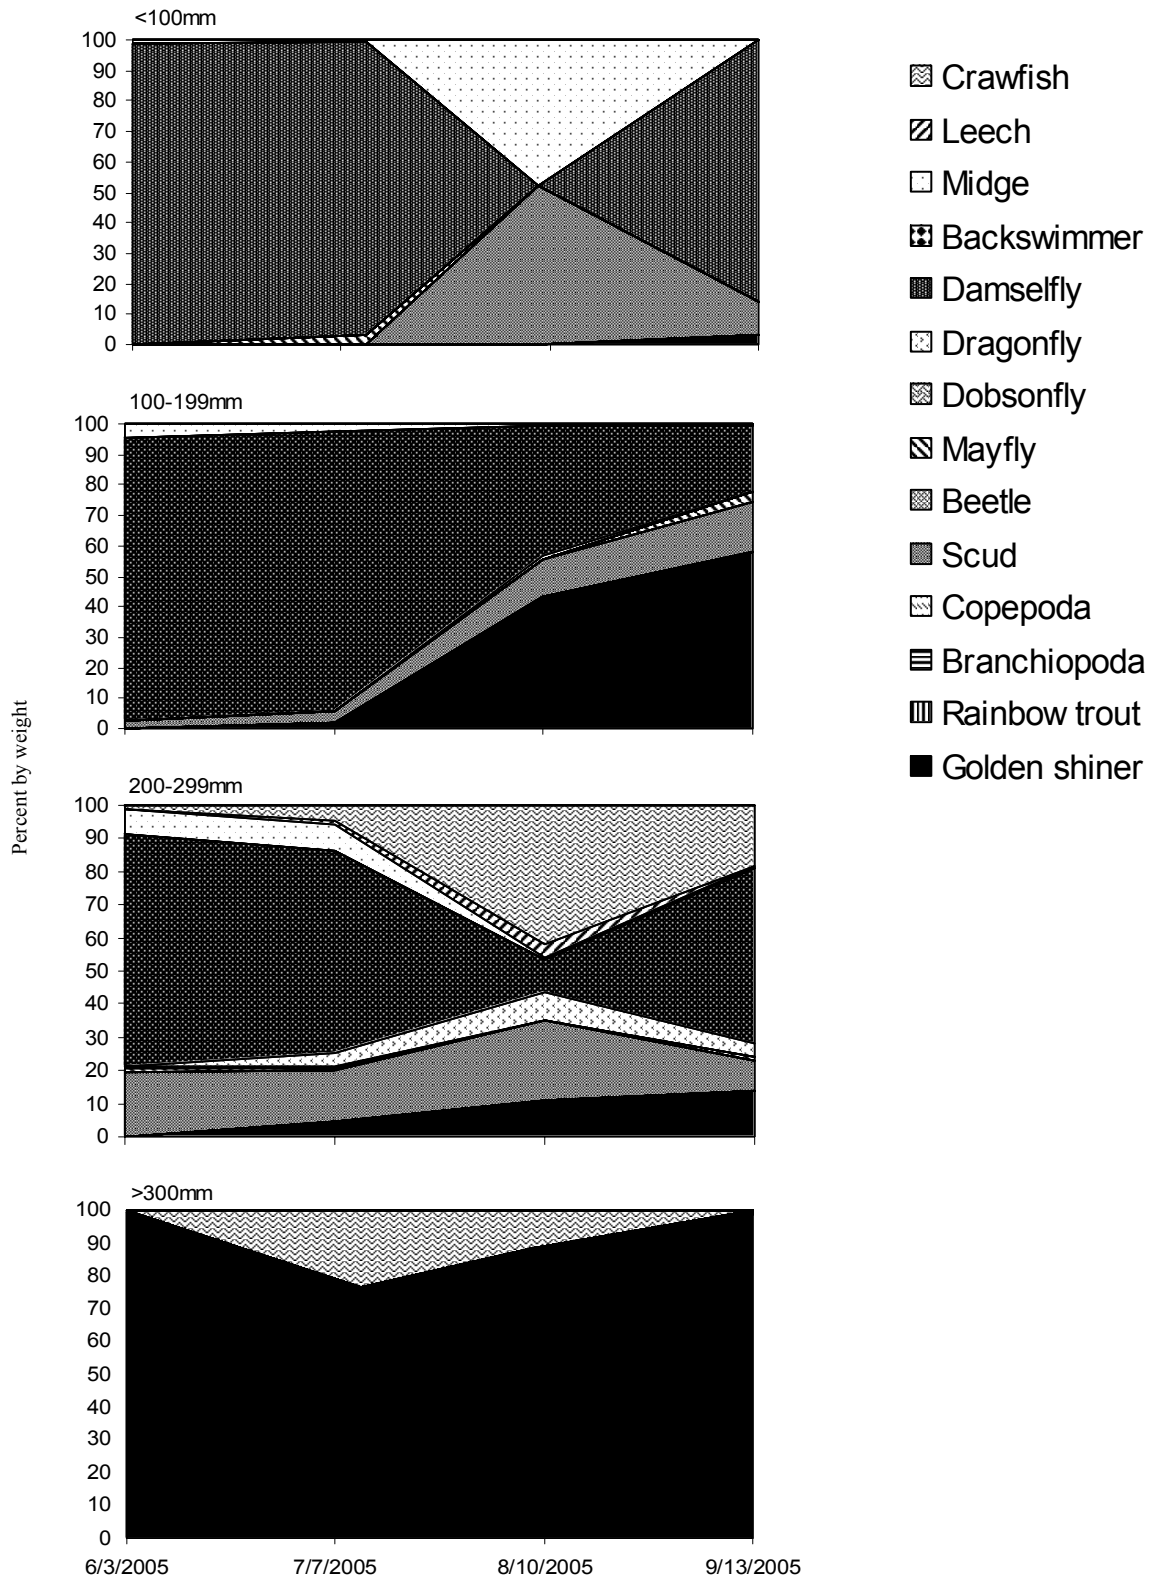 <100mm
100
90
80
70
60
50
40
30
20
10
0
100-199mm
100
90
80
70
60
50
40
30
20
10
0
200-299mm
100
90
80
70
60
50
40
30
20
10
0
>300mm
100
90
80
70
60
50
40
30
20
10
0
6/3/2005 7/7/2005 8/10/2005 9/13/2005
Percent by weight
Crawfish
Leech
Midge
Backswimmer
Damselfly
Dragonfly
Dobsonfly
Mayfly
Beetle
Scud
Copepoda
Branchiopoda
Rainbow trout
Golden shiner